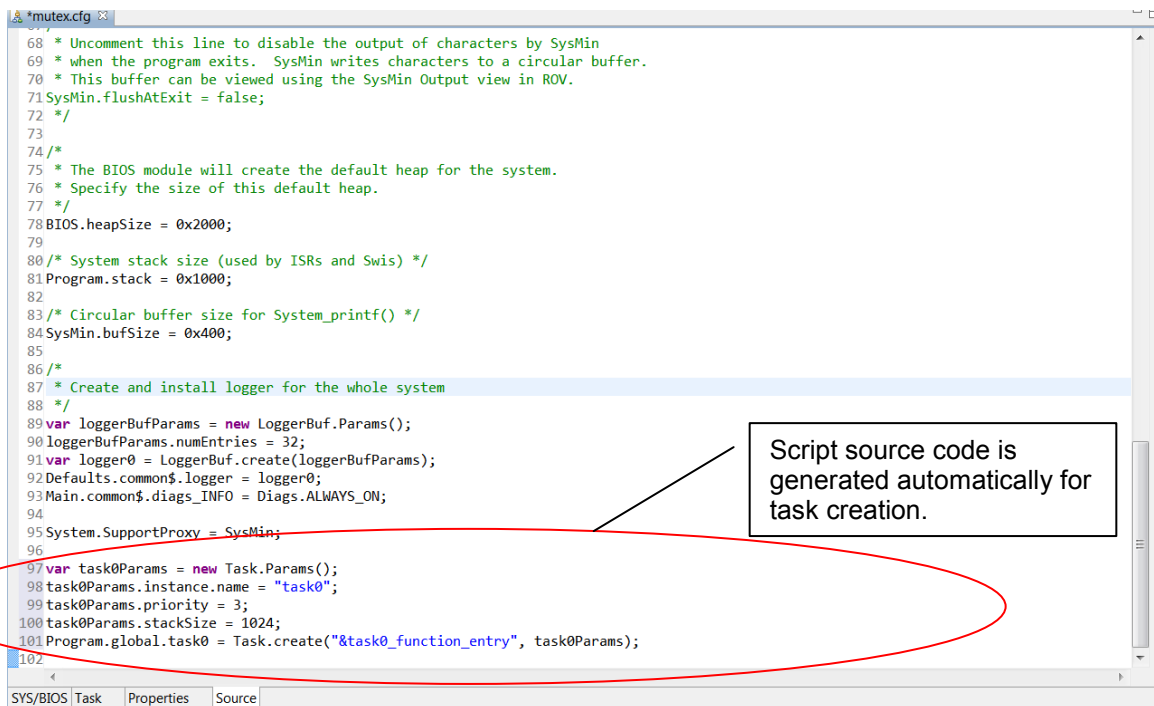 *mutex.cfg
68 * Uncomment this line to disable the output of characters by SysMin
69 * when the program exits.  SysMin writes characters to a circular buffer.
70 * This buffer can be viewed using the SysMin Output view in ROV.
71 SysMin.flushAtExit = false;
72 */
73
74 /*
75 * The BIOS module will create the default heap for the system.
76 * Specify the size of this default heap.
77 */
78 BIOS.heapSize = 0x2000;
79
80 /* System stack size (used by ISRs and Swis) */
81 Program.stack = 0x1000;
82
83 /* Circular buffer size for System_printf() */
84 SysMin.bufSize = 0x400;
85
86 /*
87 * Create and install logger for the whole system
88 */
89 var loggerBufParams = new LoggerBuf.Params();
90 loggerBufParams.numEntries = 32;
91 var logger0 = LoggerBuf.create(loggerBufParams);
92 Defaults.common$.logger = logger0;
93 Main.common$.diags_INFO = Diags.ALWAYS_ON;
94
95 System.SupportProxy = SysMin;
96
97 var task0Params = new Task.Params();
98 task0Params.instance.name = "task0";
99 task0Params.priority = 3;
100 task0Params.stackSize = 1024;
101 Program.global.task0 = Task.create("&task0_function_entry", task0Params);
102
Script source code is
generated automatically for
task creation.
SYS/BIOS Task Properties Source